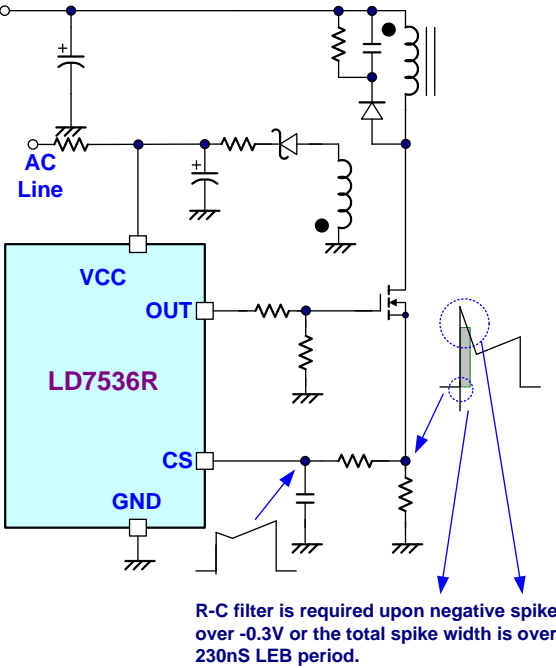 AC
Line
VCC
OUT
LD7536R
CS
GND
R-C filter is required upon negative spike
over -0.3V or the total spike width is over
230nS LEB period.